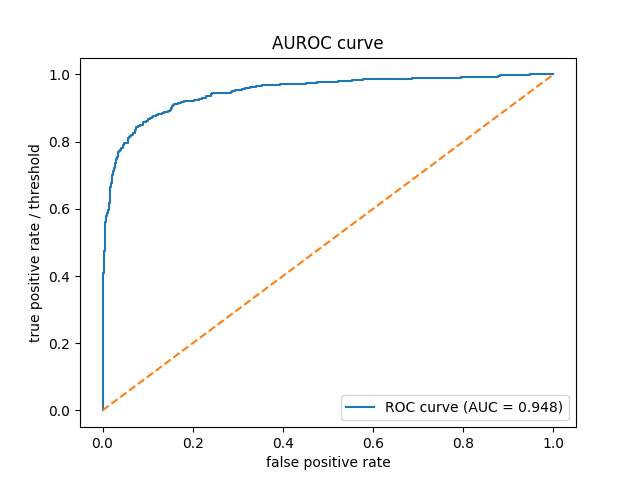 AUROC curve
true positive rate / threshold
1.0
0.8
0.6
0.4
0.2
0.0
0.0 0.2 0.4 0.6 0.8 1.0
false positive rate
ROC curve (AUC = 0.948)